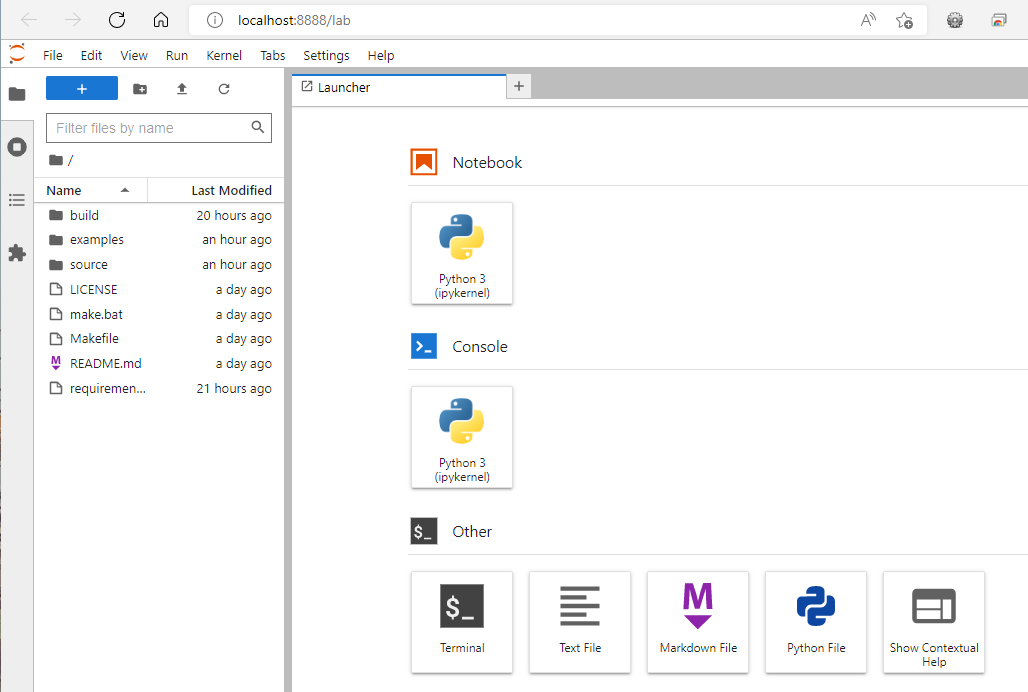 localhost:8888/lab
File Edit View Run Kernel Tabs Settings Help
+
Launcher
+
Filter files by name
/
Name Last Modified
build 20 hours ago
examples an hour ago
source an hour ago
LICENSE a day ago
make.bat a day ago
Makefile a day ago
M README.md a day ago
requiremen... 21 hours ago
Notebook
Python 3
(ipykernel)
Console
Python 3
(ipykernel)
$_ Other
$_
Terminal
Text File
M
Markdown File
Python File
Show Contextual
Help